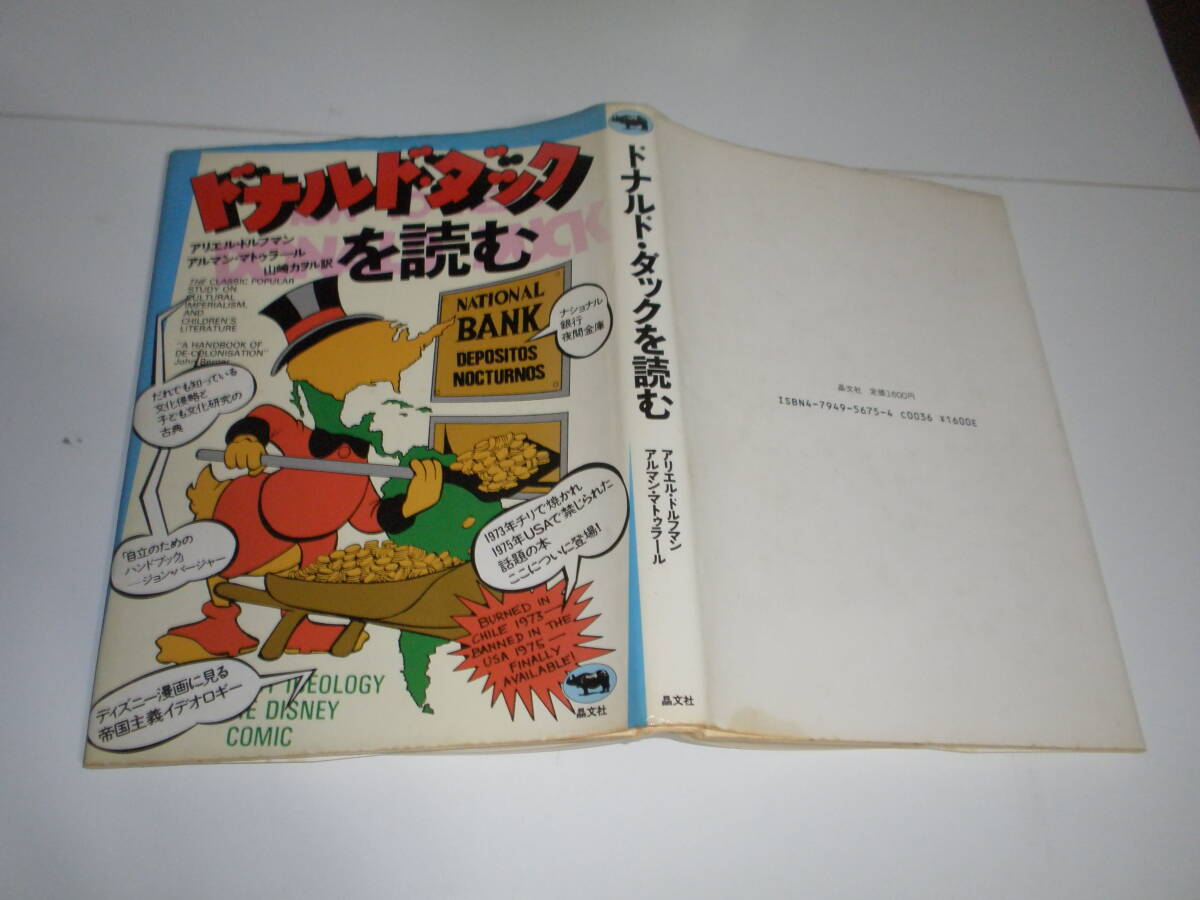 ドナルド・ダック
を読む
アリエル・ドルフマン
アルマン・マトゥラール
山崎カヲル訳
THE CLASSIC POPULAR
STUDY ON
CULTURAL
IMPERIALISM,
AND
CHILDREN'S
LITERATURE
"A HANDBOOK OF
DE-COLONISATION"
John Berger
NATIONAL
BANK
DEPOSITOS
NOCTURNOS
ナショナル
銀行
夜間金庫
だれでも知っている
文化侵略と
子ども文化研究の
古典
「自立のための
ハンドブック」
──ジョン・バージャー
1973年チリで焼かれ
1975年USAで禁じられた
話題の本
ここについに登場!
BURNED IN
CHILE 1973—
BANNED IN THE
USA 1975—
FINALLY
AVAILABLE!
ディズニー漫画に見る
帝国主義イデオロギー
IDEOLOGY
DISNEY
COMIC
晶文社
ドナルド・ダックを読む
アリエル・ドルフマン
アルマン・マトゥラール
晶文社
晶文社 定価1600円
ISBN4-7949-5675-4 C0036 ¥1600E